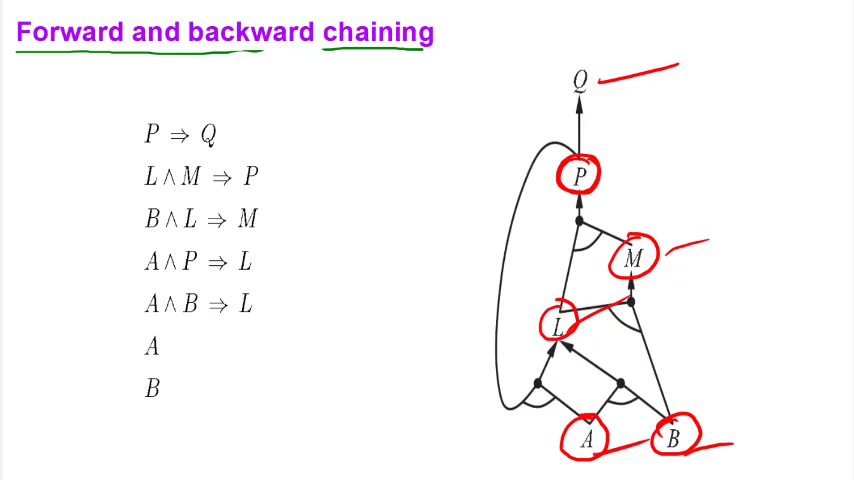 Forward and backward chaining
P ⇒ Q
L ∧ M ⇒ P
B ∧ L ⇒ M
A ∧ P ⇒ L
A ∧ B ⇒ L
A
B
Q
P
M
L
A
B